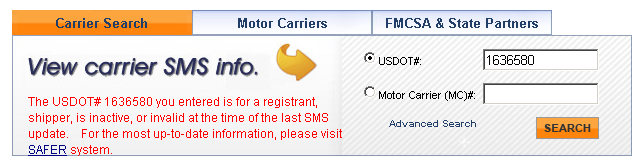 Carrier Search Motor Carriers FMCSA & State Partners
View carrier SMS info.
USDOT#: 1636580
Motor Carrier (MC)#:
The USDOT# 1636580 you entered is for a registrant,
shipper, is inactive, or invalid at the time of the last SMS
update. For the most up-to-date information, please visit
SAFER system.
Advanced Search
SEARCH